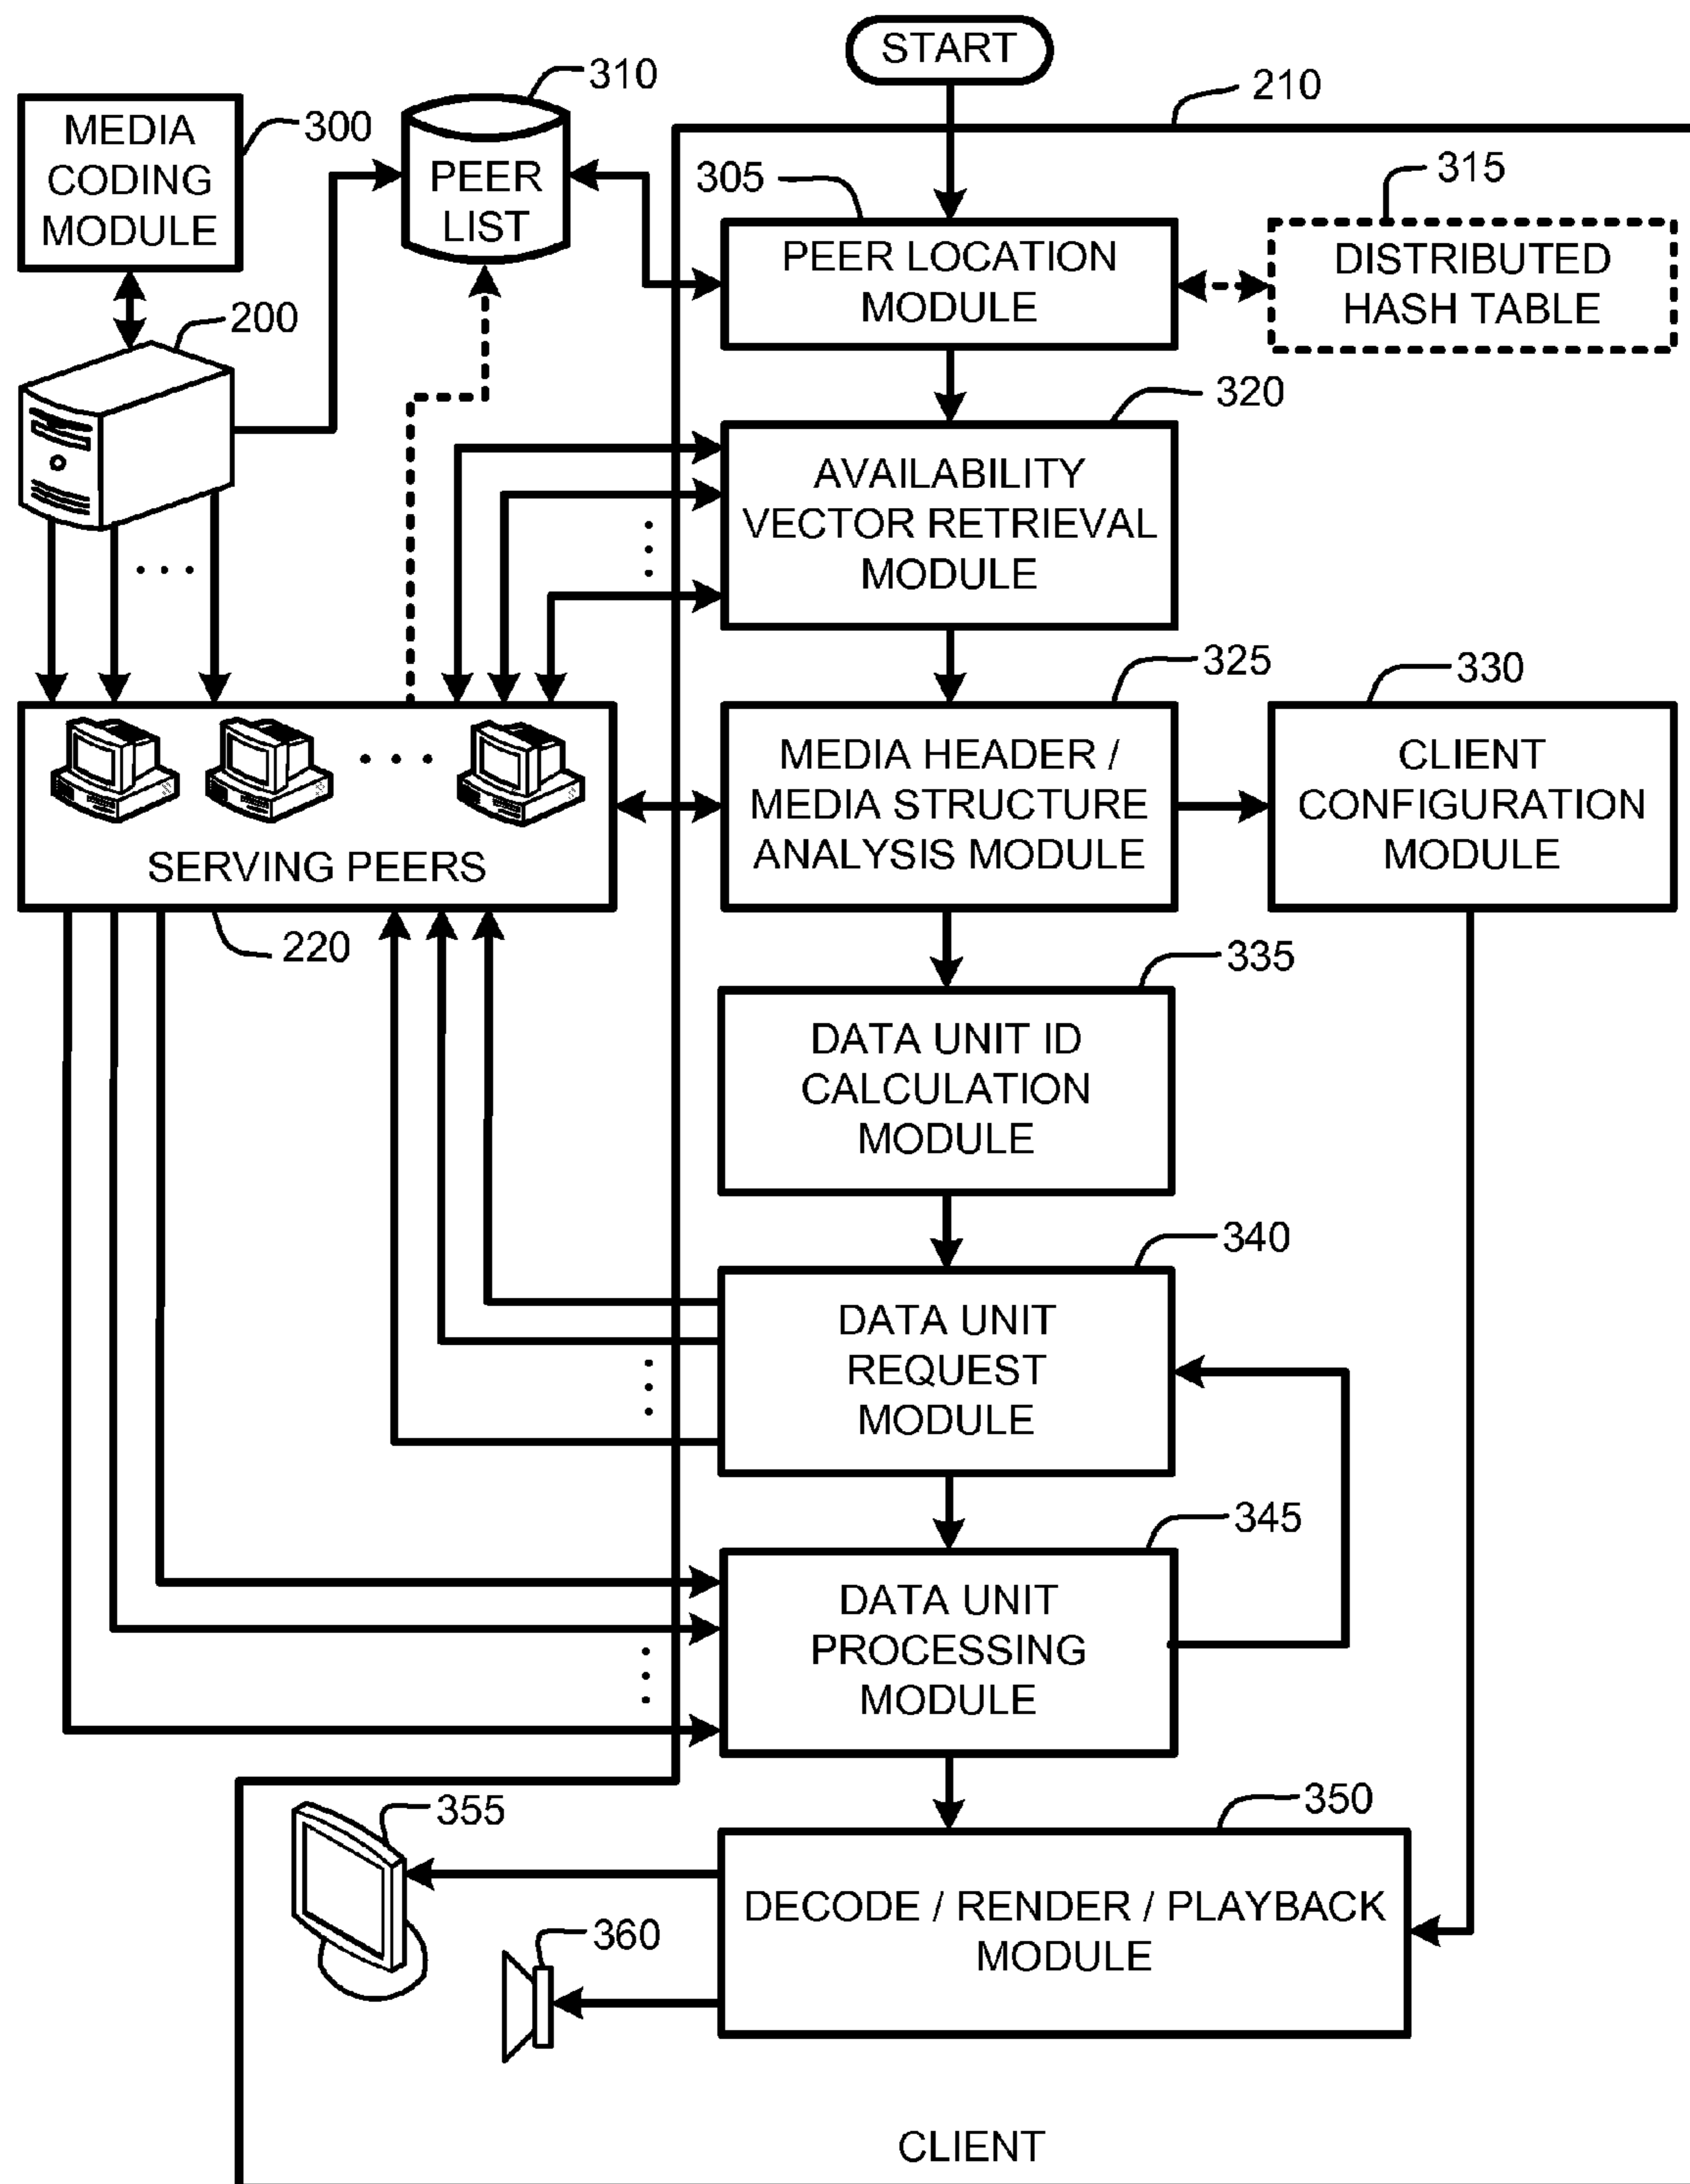 START
310
210
MEDIA
CODING
MODULE
300
PEER
LIST
305
315
PEER LOCATION
MODULE
DISTRIBUTED
HASH TABLE
200
320
AVAILABILITY
VECTOR RETRIEVAL
MODULE
. . .
325
330
MEDIA HEADER /
MEDIA STRUCTURE
ANALYSIS MODULE
CLIENT
CONFIGURATION
MODULE
. . .
SERVING PEERS
220
335
DATA UNIT ID
CALCULATION
MODULE
340
DATA UNIT
REQUEST
MODULE
345
DATA UNIT
PROCESSING
MODULE
355
350
DECODE / RENDER / PLAYBACK
MODULE
360
CLIENT